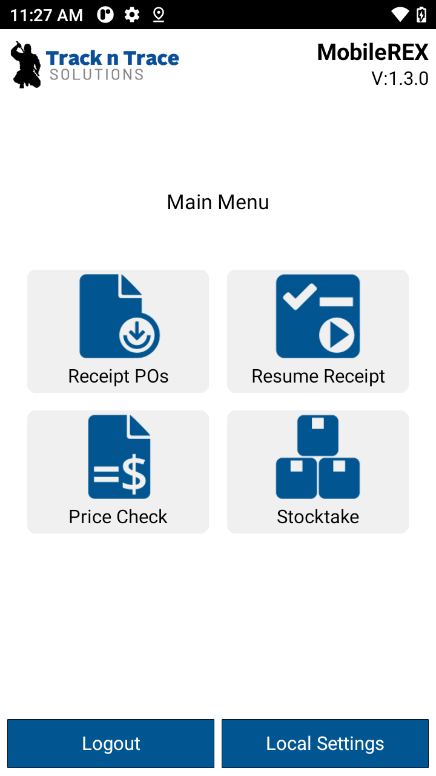 11:27 AM
Track n Trace
SOLUTIONS
MobileREX
V:1.3.0
Main Menu
Receipt POs
Resume Receipt
=$
Price Check
Stocktake
Logout
Local Settings